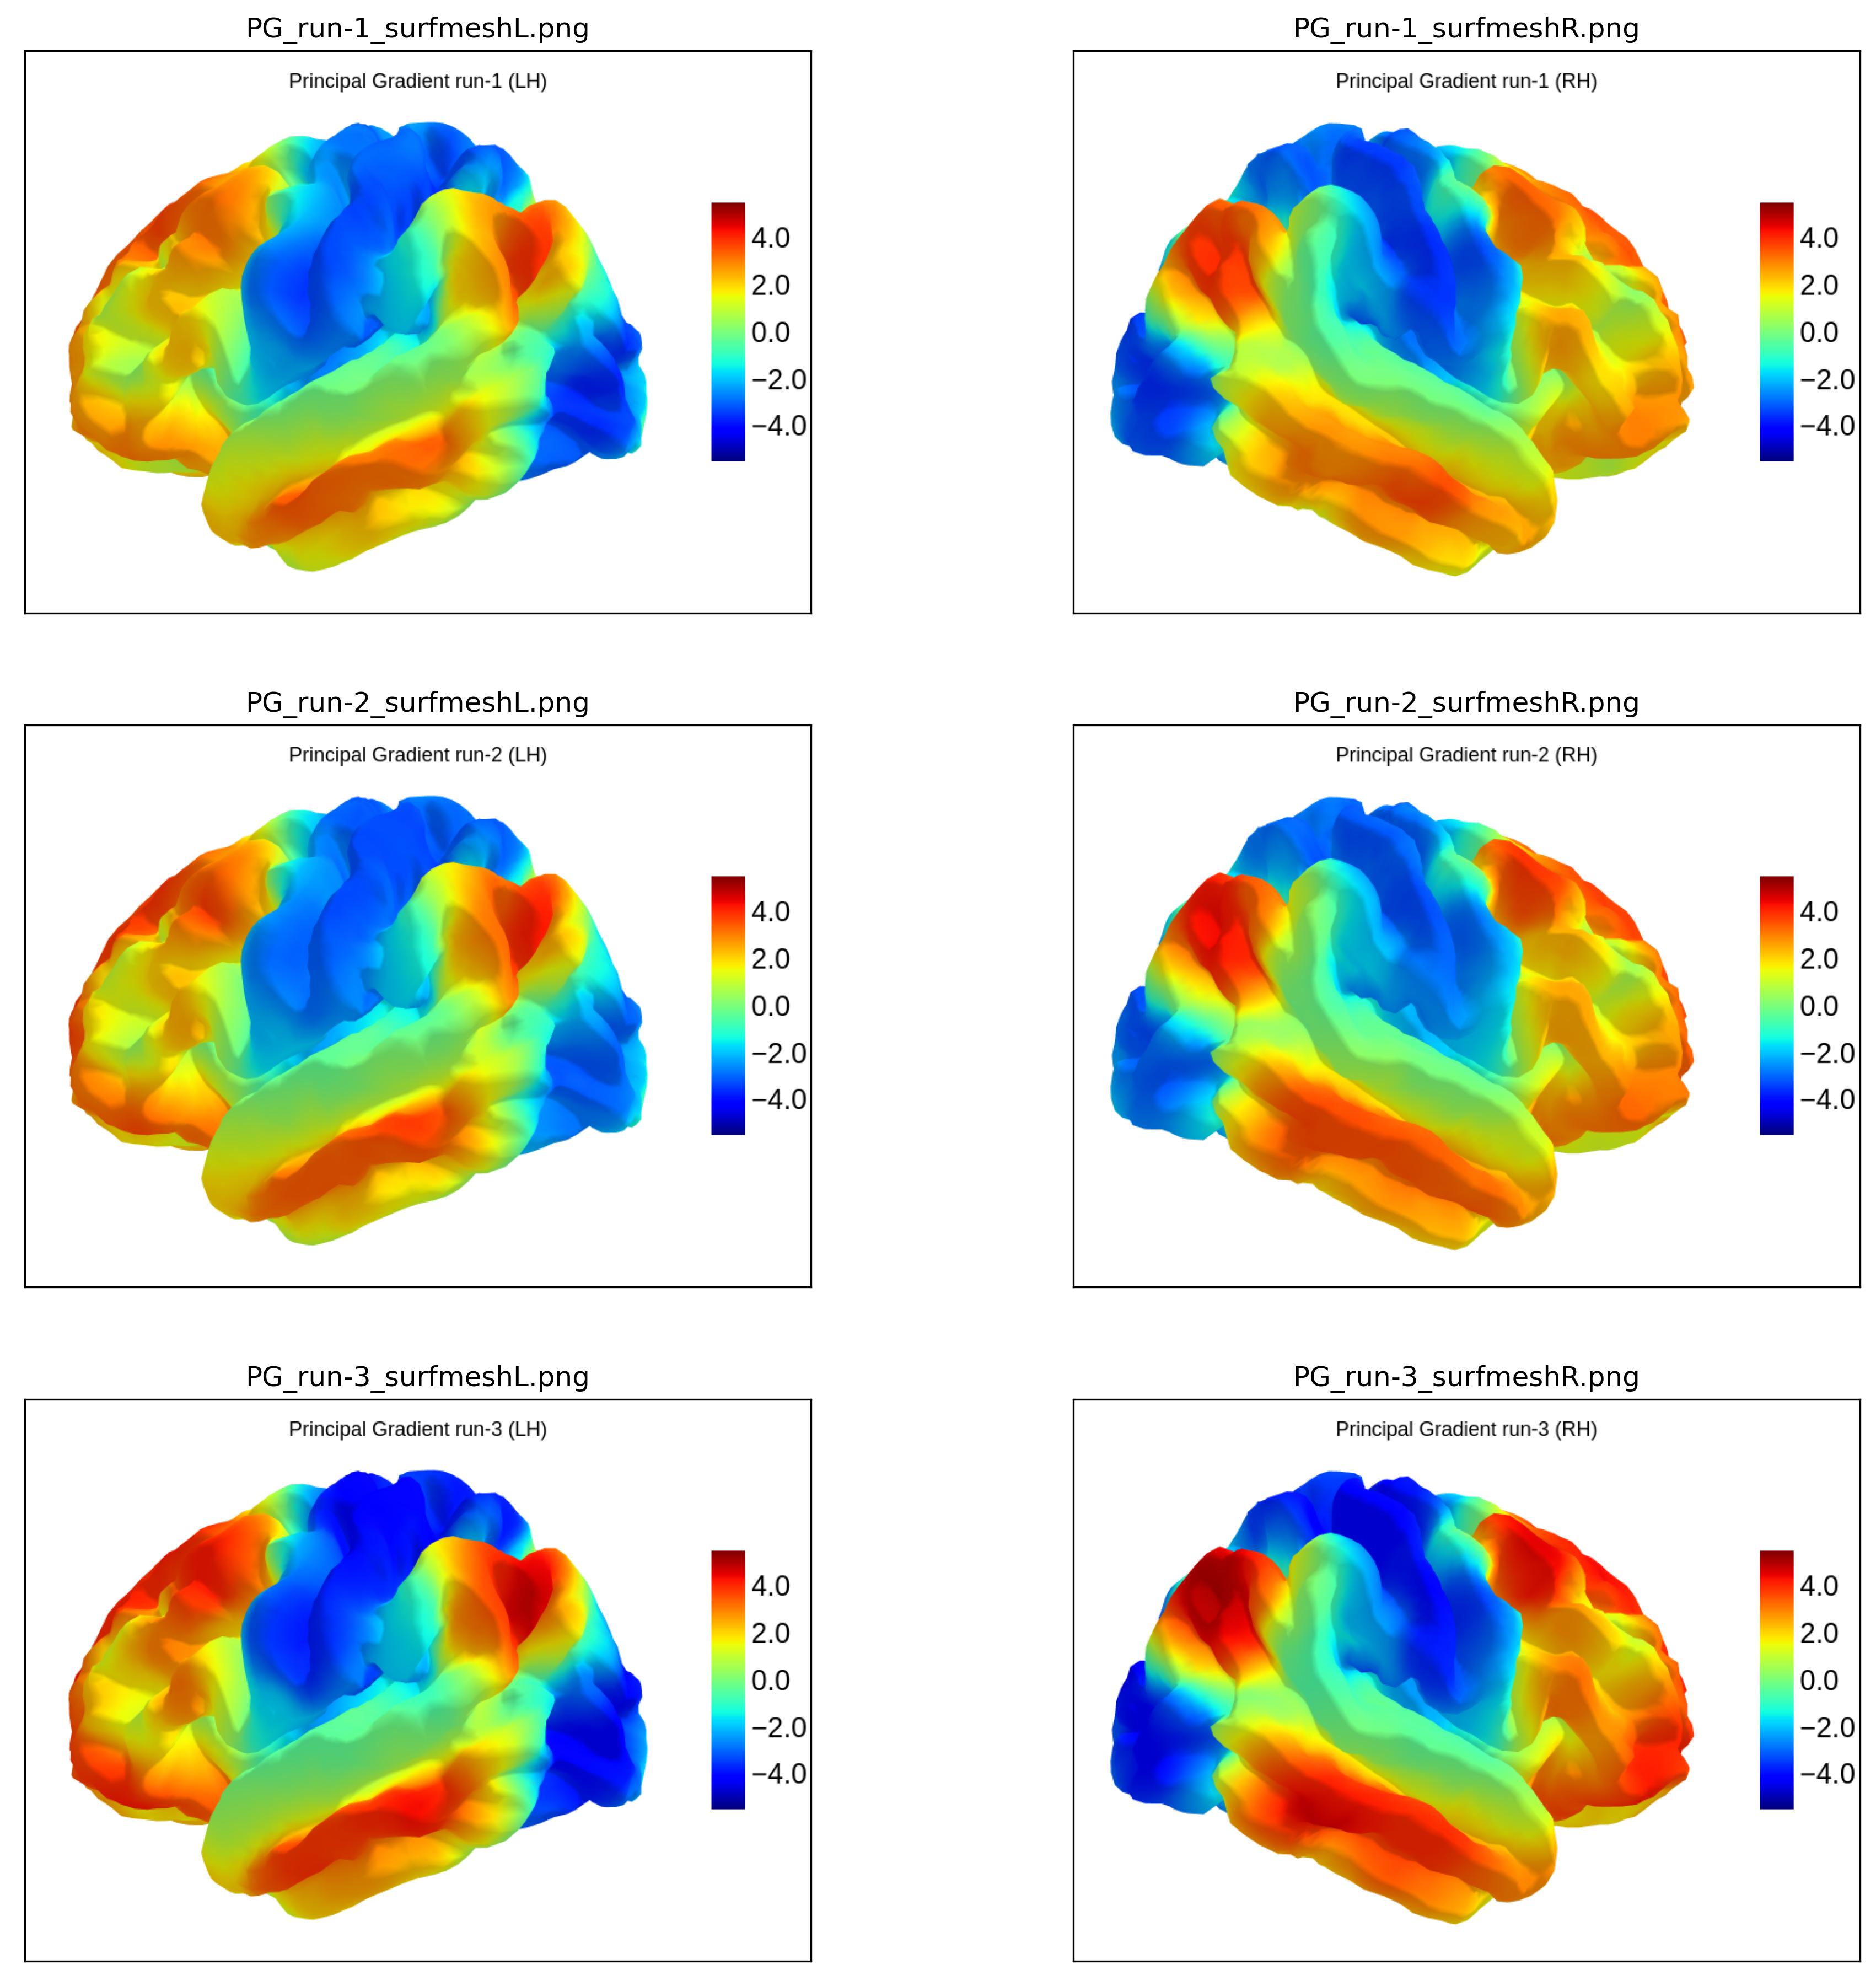 PG_run-1_surfmeshL.png
Principal Gradient run-1 (LH)
4.0
2.0
0.0
−2.0
−4.0
PG_run-1_surfmeshR.png
Principal Gradient run-1 (RH)
4.0
2.0
0.0
−2.0
−4.0
PG_run-2_surfmeshL.png
Principal Gradient run-2 (LH)
4.0
2.0
0.0
−2.0
−4.0
PG_run-2_surfmeshR.png
Principal Gradient run-2 (RH)
4.0
2.0
0.0
−2.0
−4.0
PG_run-3_surfmeshL.png
Principal Gradient run-3 (LH)
4.0
2.0
0.0
−2.0
−4.0
PG_run-3_surfmeshR.png
Principal Gradient run-3 (RH)
4.0
2.0
0.0
−2.0
−4.0